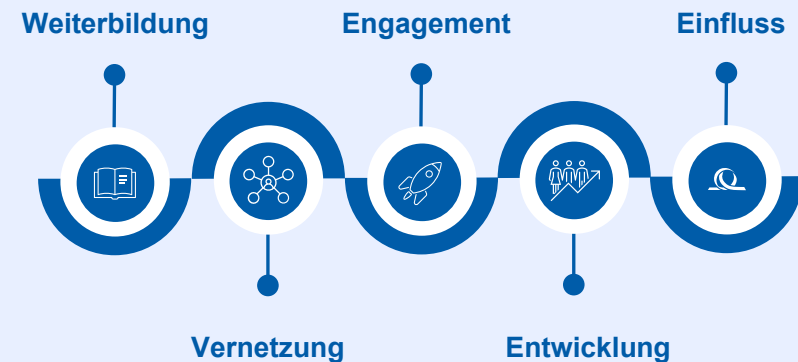 Weiterbildung
Engagement
Einfluss
Vernetzung
Entwicklung